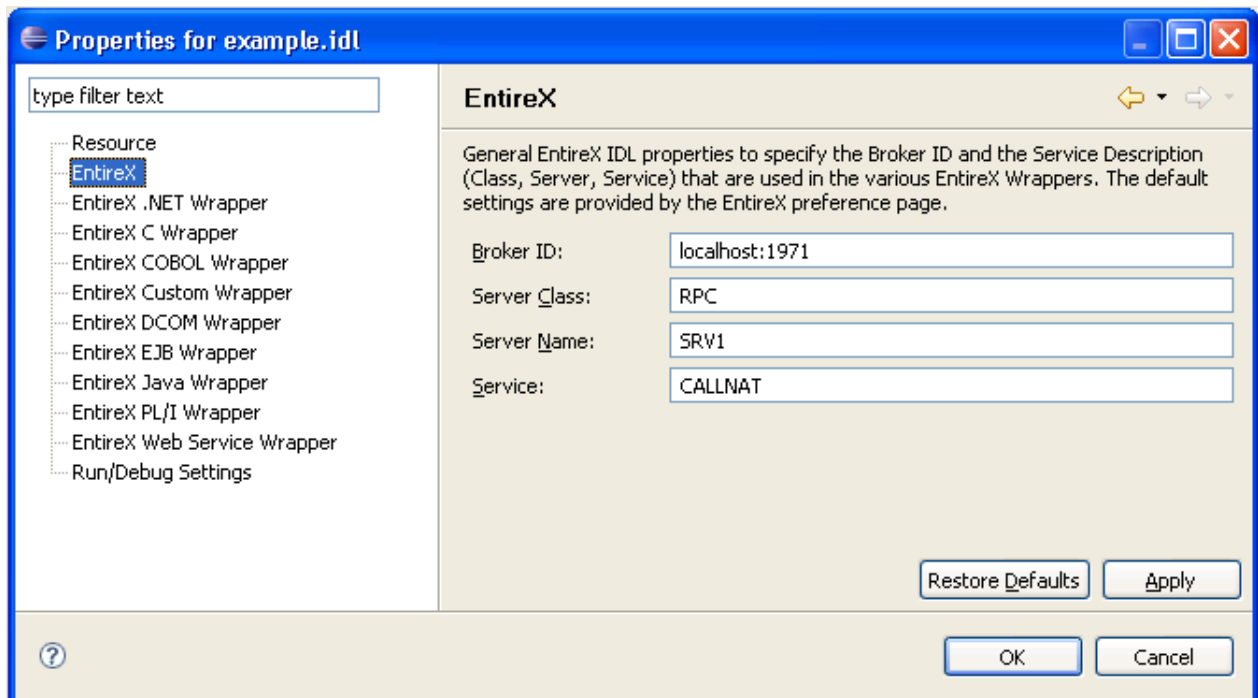 Properties for example.idl
type filter text
Resource
EntireX
EntireX .NET Wrapper
EntireX C Wrapper
EntireX COBOL Wrapper
EntireX Custom Wrapper
EntireX DCOM Wrapper
EntireX EJB Wrapper
EntireX Java Wrapper
EntireX PL/I Wrapper
EntireX Web Service Wrapper
Run/Debug Settings
EntireX
General EntireX IDL properties to specify the Broker ID and the Service Description
(Class, Server, Service) that are used in the various EntireX Wrappers. The default
settings are provided by the EntireX preference page.
Broker ID: localhost:1971
Server Class: RPC
Server Name: SRV1
Service: CALLNAT
Restore Defaults Apply
OK Cancel